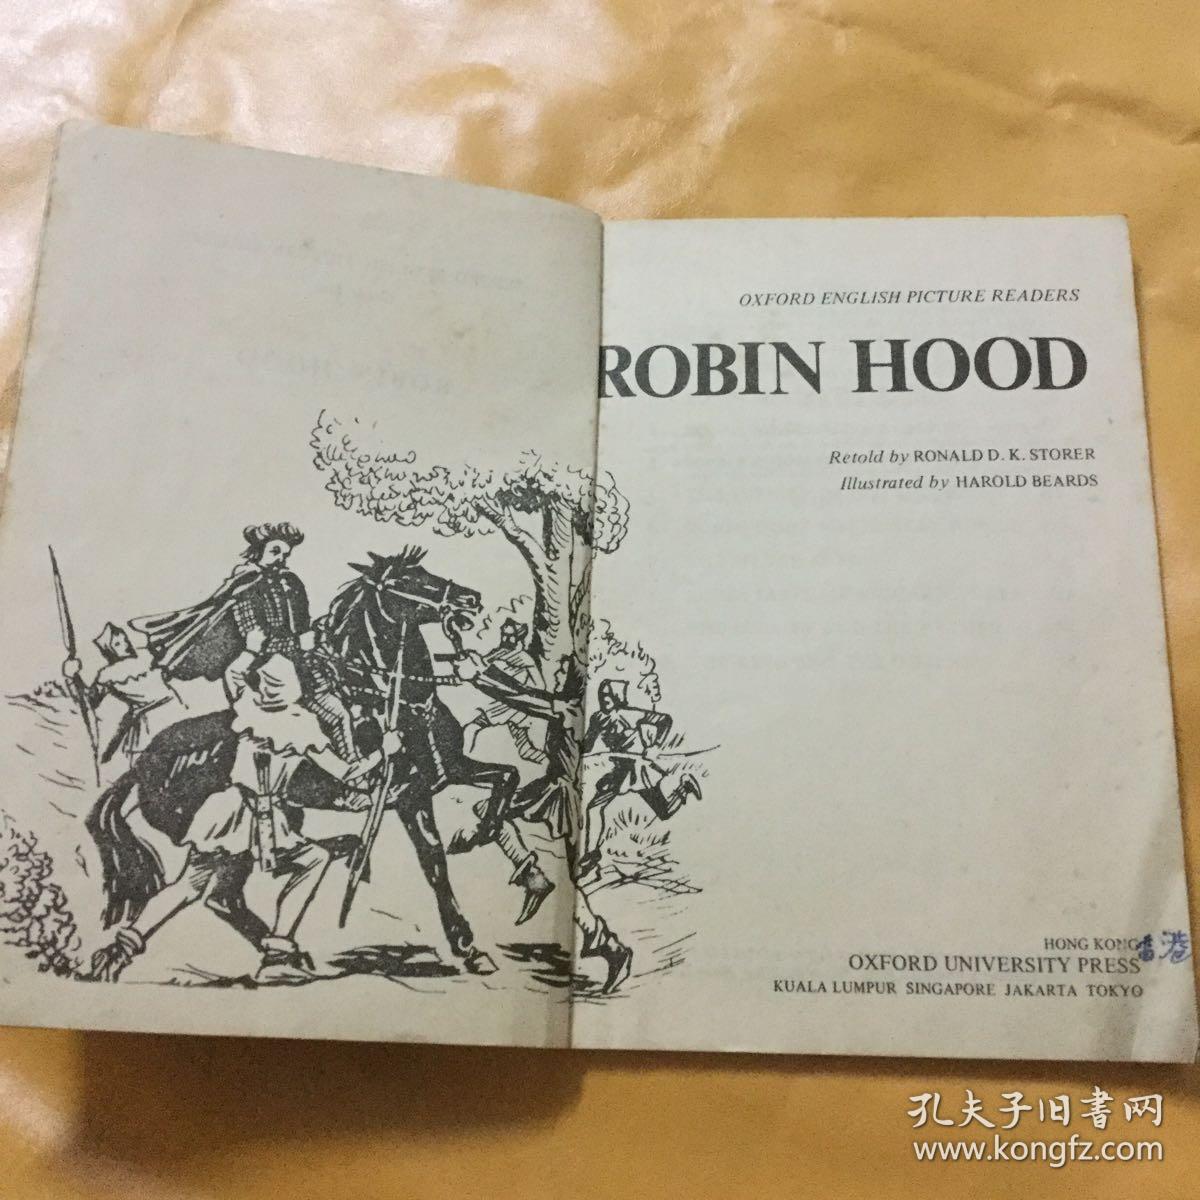 OXFORD ENGLISH PICTURE READERS
ROBIN HOOD
Retold by RONALD D. K. STORER
Illustrated by HAROLD BEARDS
HONG KONG
香港
OXFORD UNIVERSITY PRESS
KUALA LUMPUR SINGAPORE JAKARTA TOKYO
孔夫子旧书网
www.kongfz.com